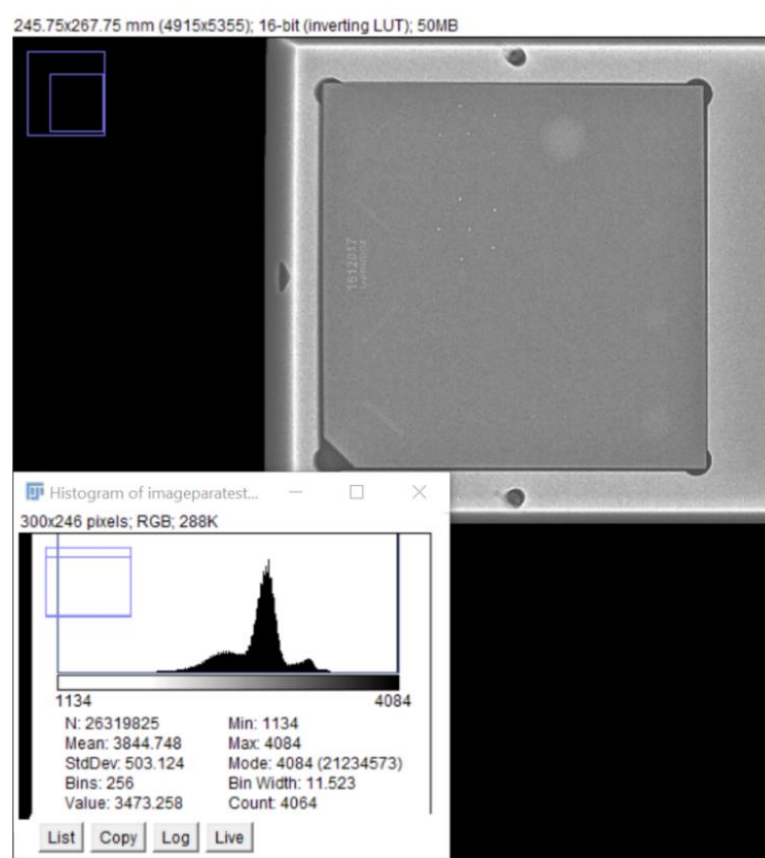 245.75x267.75 mm (4915x5355); 16-bit (inverting LUT); 50MB
1612017
Histogram of imageparatest...
300x246 pixels; RGB; 288K
1134 4084
N: 26319825 Min: 1134
Mean: 3844.748 Max: 4084
StdDev: 503.124 Mode: 4084 (21234573)
Bins: 256 Bin Width: 11.523
Value: 3473.258 Count: 4064
List Copy Log Live